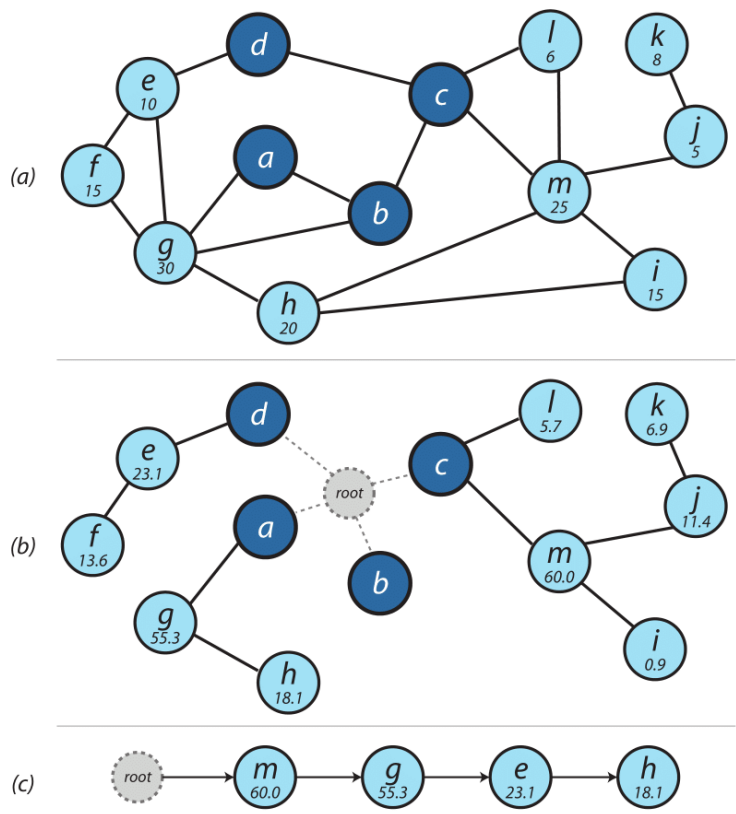 (a)
d
l
6
k
8
e
10
c
j
5
a
f
15
m
25
b
g
30
i
15
h
20
(b)
d
l
5.7
k
6.9
e
23.1
c
root
j
11.4
a
f
13.6
m
60.0
b
g
55.3
i
0.9
h
18.1
(c)
root
m
60.0
g
55.3
e
23.1
h
18.1